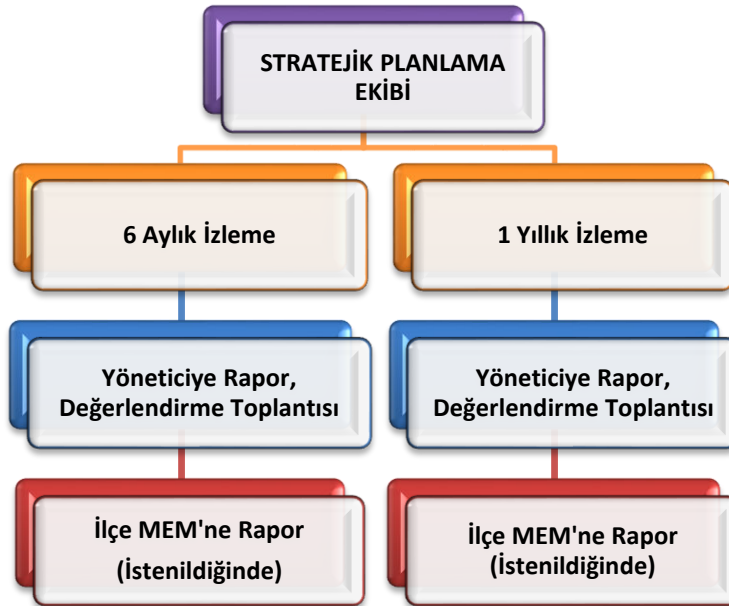 STRATEJİK PLANLAMA
EKİBİ
6 Aylık İzleme
1 Yıllık İzleme
Yöneticiye Rapor,
Değerlendirme Toplantısı
Yöneticiye Rapor,
Değerlendirme Toplantısı
İlçe MEM'ne Rapor
(İstenildiğinde)
İlçe MEM'ne Rapor
(İstenildiğinde)